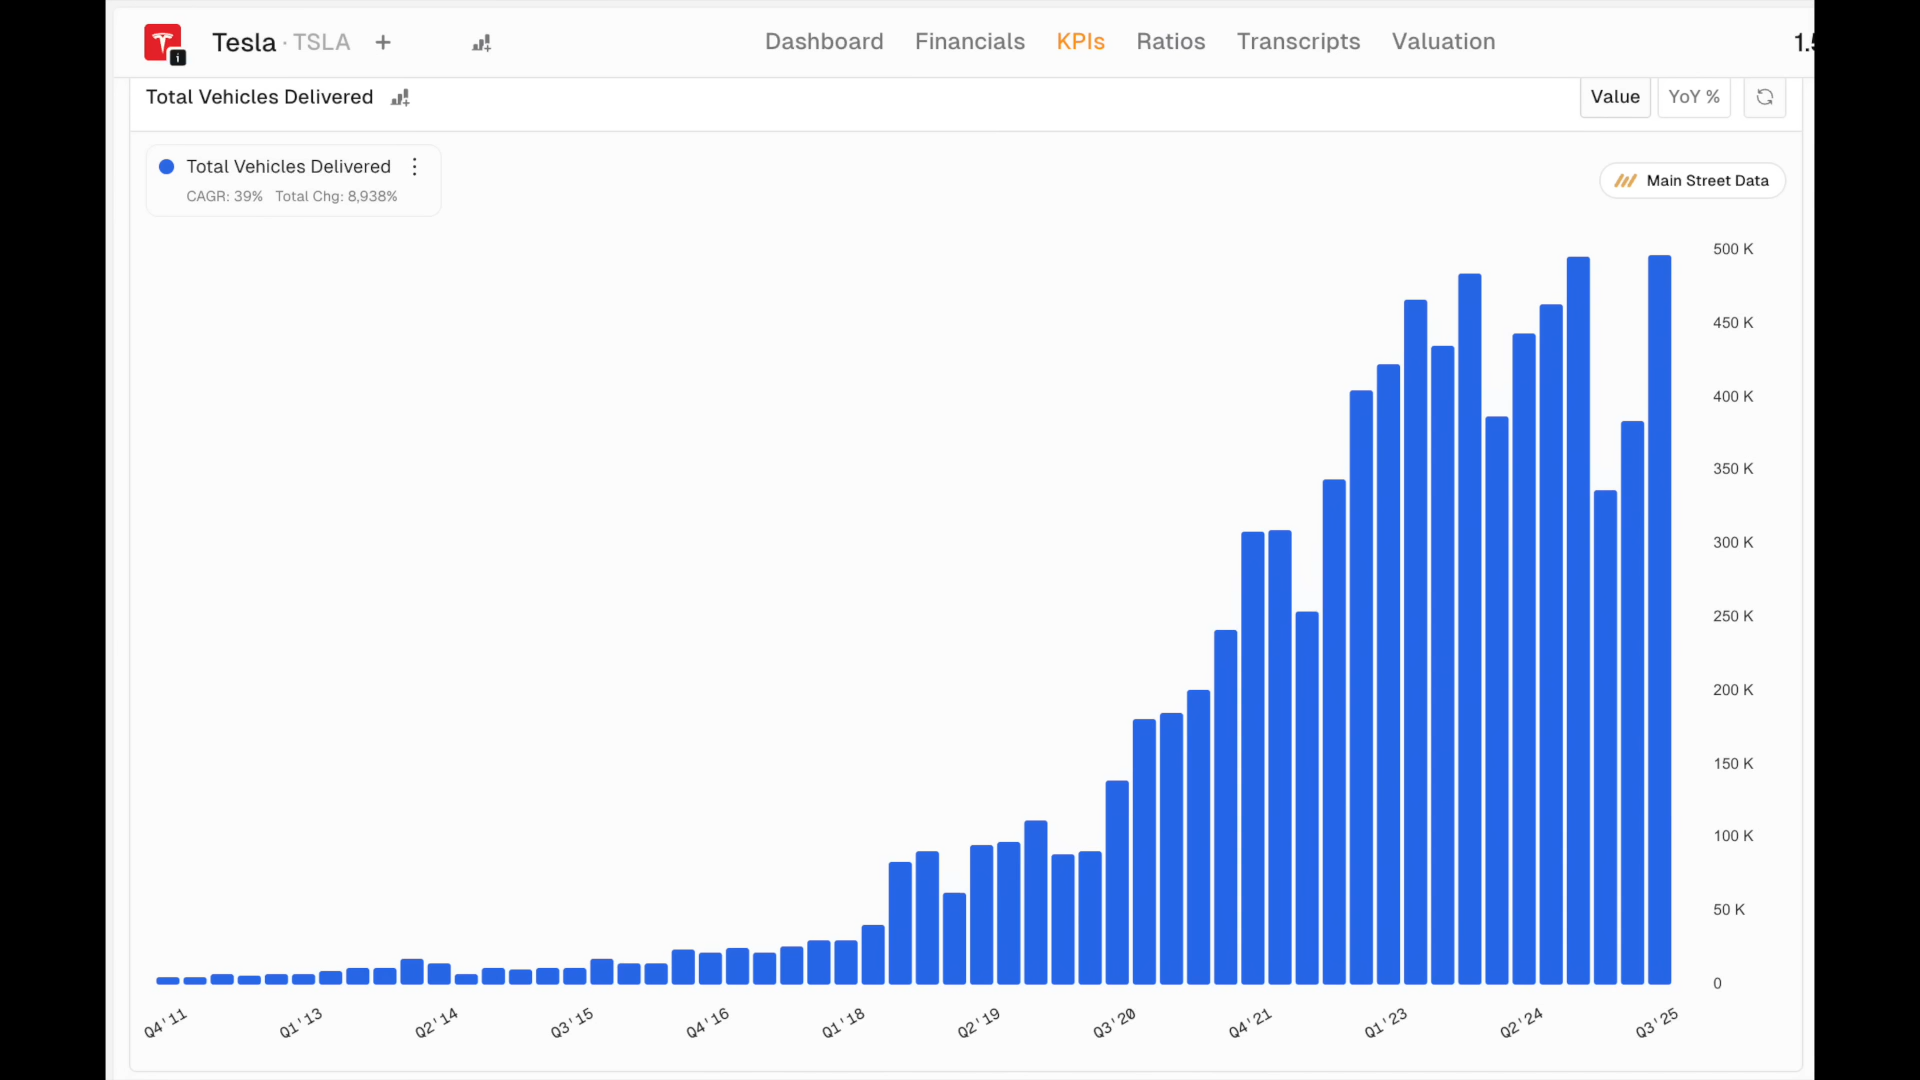 Tesla · TSLA +
Dashboard Financials KPIs Ratios Transcripts Valuation
Total Vehicles Delivered
Value YoY %
Total Vehicles Delivered
CAGR: 39% Total Chg: 8,938%
Main Street Data
500 K
450 K
400 K
350 K
300 K
250 K
200 K
150 K
100 K
50 K
0
Q4'11 Q1'13 Q2'14 Q3'15 Q4'16 Q1'18 Q2'19 Q3'20 Q4'21 Q1'23 Q2'24 Q3'25